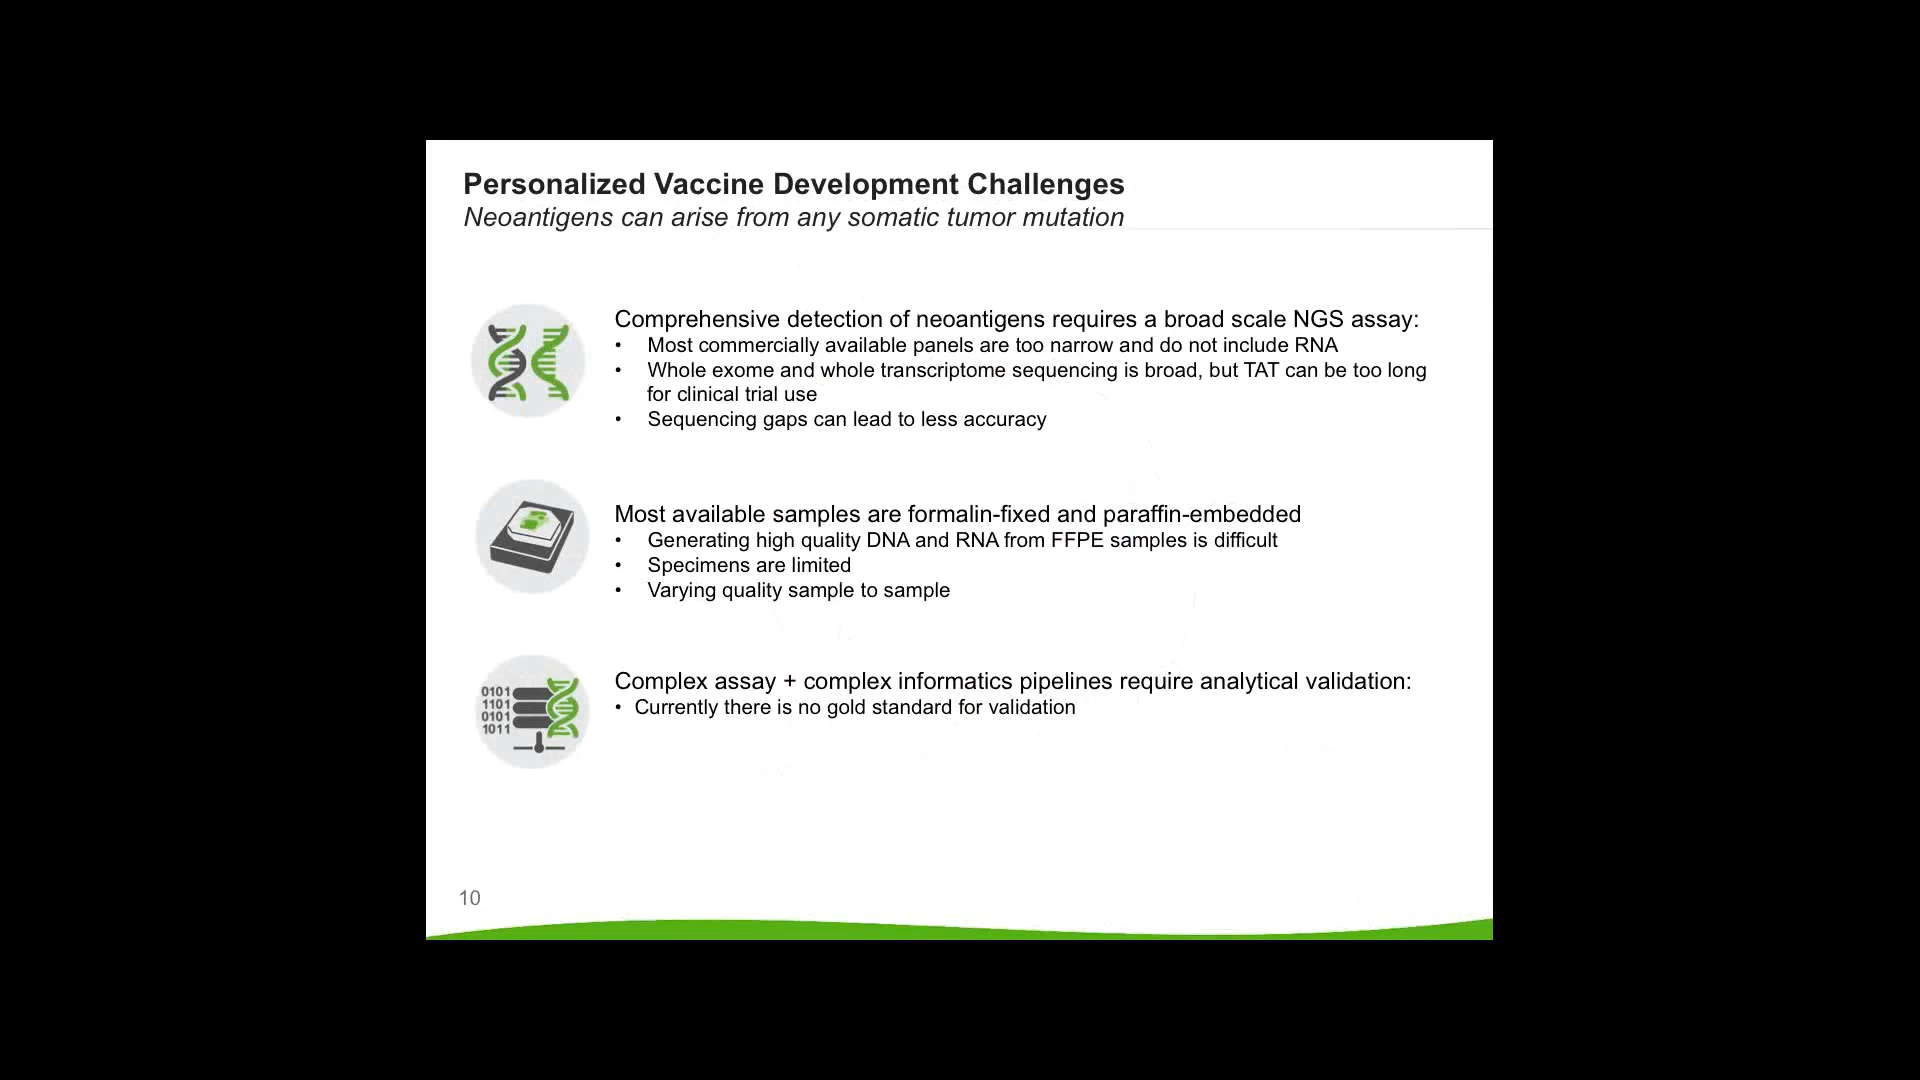 Personalized Vaccine Development Challenges
Neoantigens can arise from any somatic tumor mutation
Comprehensive detection of neoantigens requires a broad scale NGS assay:
• Most commercially available panels are too narrow and do not include RNA
• Whole exome and whole transcriptome sequencing is broad, but TAT can be too long
for clinical trial use
• Sequencing gaps can lead to less accuracy
Most available samples are formalin-fixed and paraffin-embedded
• Generating high quality DNA and RNA from FFPE samples is difficult
• Specimens are limited
• Varying quality sample to sample
0101
1101
0101
1011
Complex assay + complex informatics pipelines require analytical validation:
• Currently there is no gold standard for validation
10